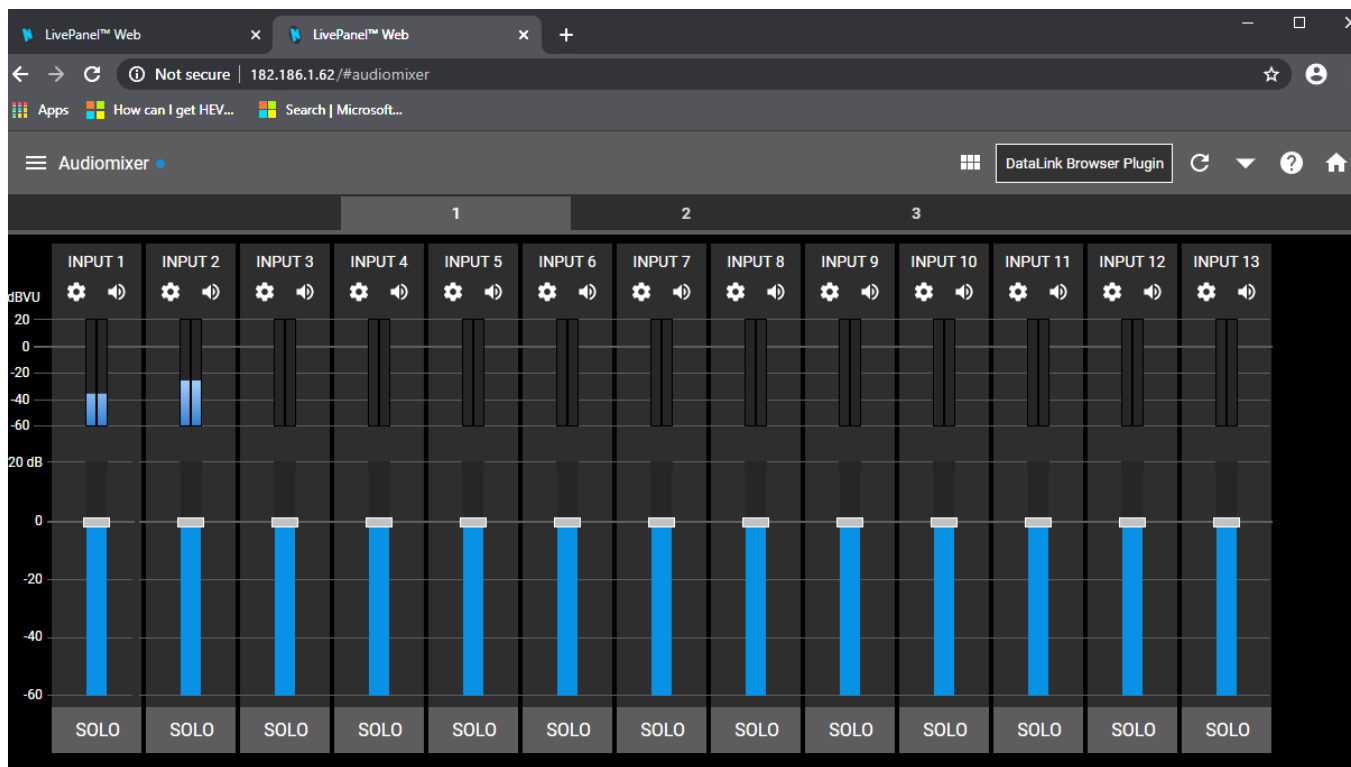 LivePanel™ Web LivePanel™ Web
Not secure 182.186.1.62/#audiomixer
Apps How can I get HEV... Search | Microsoft...
Audiomixer DataLink Browser Plugin
1 2 3
INPUT 1 INPUT 2 INPUT 3 INPUT 4 INPUT 5 INPUT 6 INPUT 7 INPUT 8 INPUT 9 INPUT 10 INPUT 11 INPUT 12 INPUT 13
dBVU
20
0
-20
-40
-60
20 dB
0
-20
-40
-60
SOLO SOLO SOLO SOLO SOLO SOLO SOLO SOLO SOLO SOLO SOLO SOLO SOLO